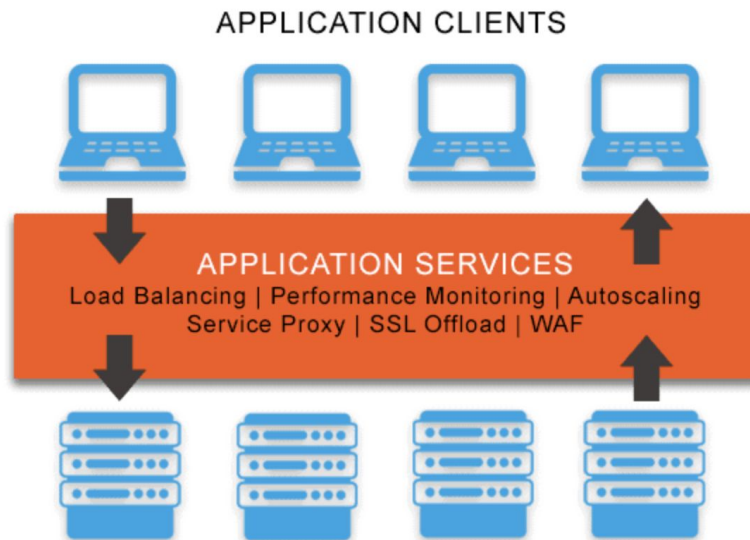 APPLICATION CLIENTS
APPLICATION SERVICES
Load Balancing | Performance Monitoring | Autoscaling
Service Proxy | SSL Offload | WAF